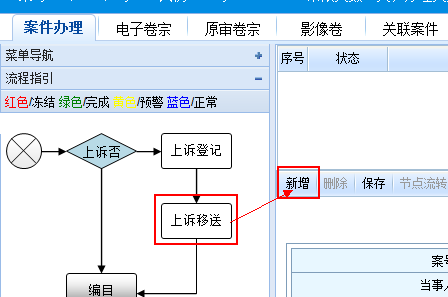 案件办理 电子卷宗 原审卷宗 影像卷 关联案件
菜单导航
流程指引
红色/冻结 绿色/完成 黄色/预警 蓝色/正常
上诉否
上诉登记
上诉移送
编目
序号 状态
新增 删除 保存 节点流转
案号
当事人